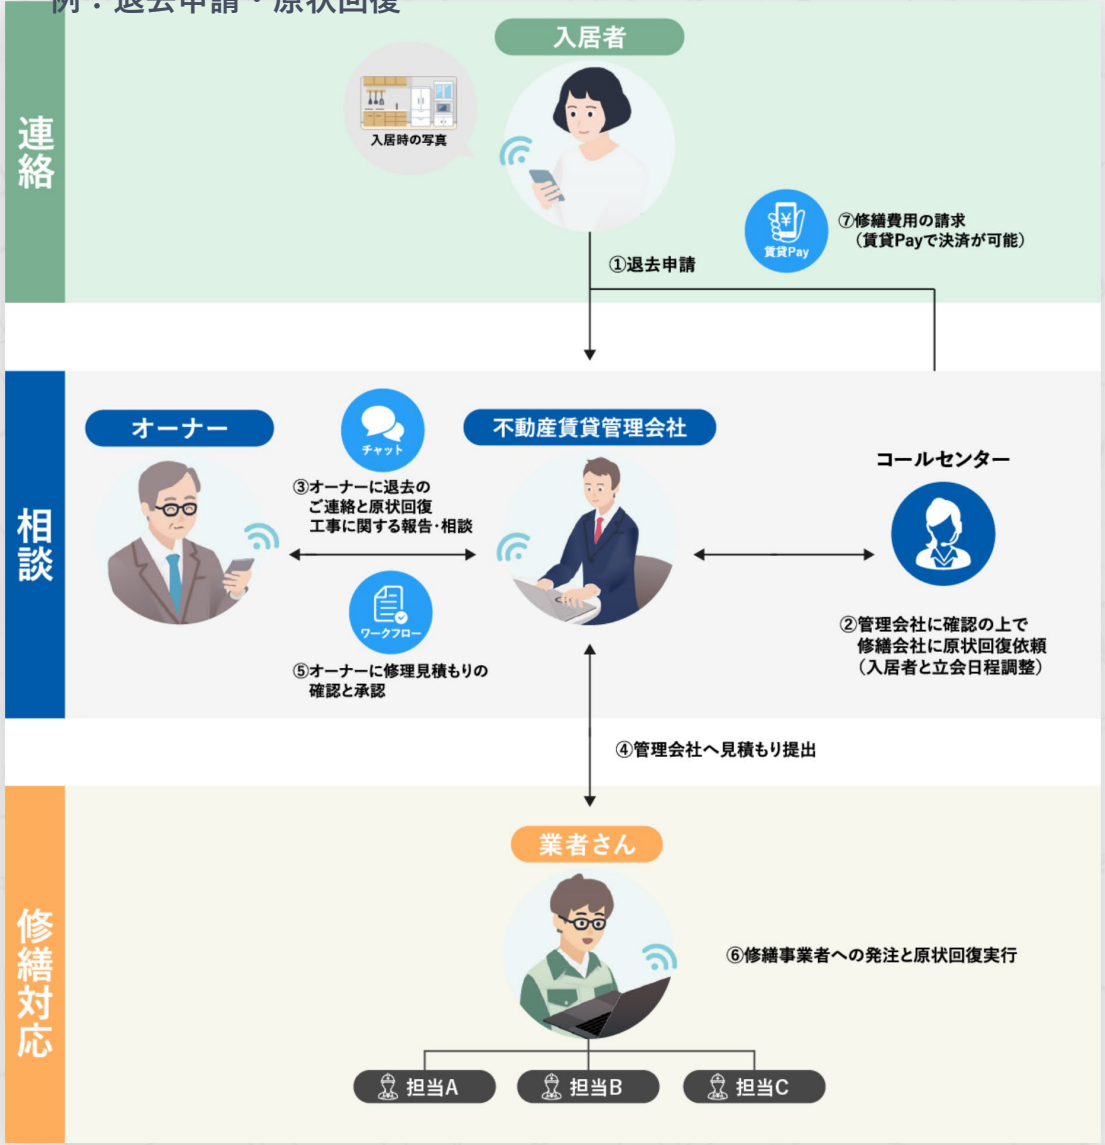 例：退去申請・原状回復
連絡
入居者
入居時の写真
賃貸Pay
⑦修繕費用の請求
（賃貸Payで決済が可能）
①退去申請
相談
オーナー
チャット
不動産賃貸管理会社
コールセンター
③オーナーに退去の
ご連絡と原状回復
工事に関する報告・相談
ワークフロー
⑤オーナーに修理見積もりの
確認と承認
②管理会社に確認の上で
修繕会社に原状回復依頼
（入居者と立会日程調整）
④管理会社へ見積もり提出
修繕対応
業者さん
⑥修繕事業者への発注と原状回復実行
担当A
担当B
担当C